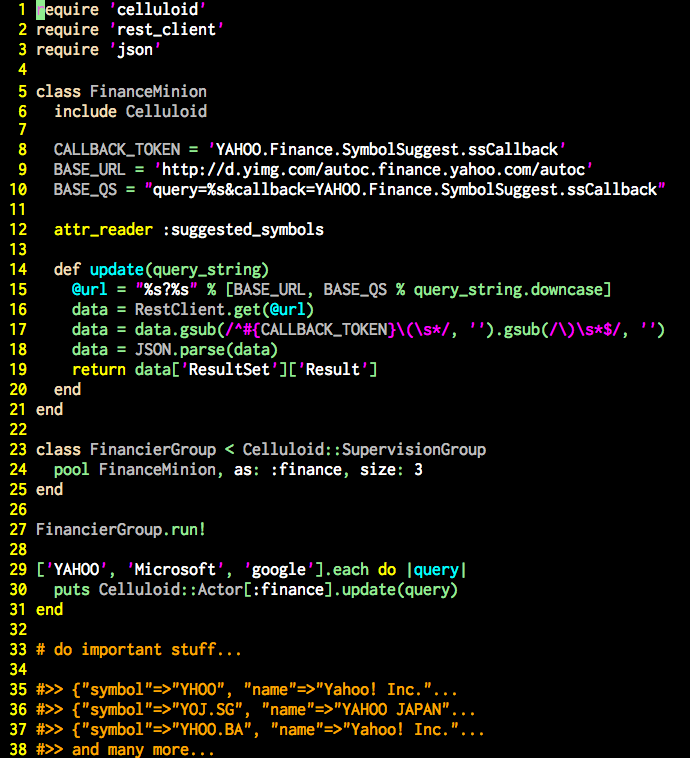 1 require 'celluloid'
2 require 'rest_client'
3 require 'json'
4
5 class FinanceMinion
6   include Celluloid
7
8   CALLBACK_TOKEN = 'YAHOO.Finance.SymbolSuggest.ssCallback'
9   BASE_URL = 'http://d.yimg.com/autoc.finance.yahoo.com/autoc'
10   BASE_QS = "query=%s&callback=YAHOO.Finance.SymbolSuggest.ssCallback"
11
12   attr_reader :suggested_symbols
13
14   def update(query_string)
15     @url = "%s?%s" % [BASE_URL, BASE_QS % query_string.downcase]
16     data = RestClient.get(@url)
17     data = data.gsub(/^#{CALLBACK_TOKEN}\(\s*/, '').gsub(/\)\s*$/, '')
18     data = JSON.parse(data)
19     return data['ResultSet']['Result']
20   end
21 end
22
23 class FinancierGroup < Celluloid::SupervisionGroup
24   pool FinanceMinion, as: :finance, size: 3
25 end
26
27 FinancierGroup.run!
28
29 ['YAHOO', 'Microsoft', 'google'].each do |query|
30   puts Celluloid::Actor[:finance].update(query)
31 end
32
33 # do important stuff...
34
35 #>> {"symbol"=>"YHOO", "name"=>"Yahoo! Inc."...
36 #>> {"symbol"=>"YOJ.SG", "name"=>"YAHOO JAPAN"...
37 #>> {"symbol"=>"YHOO.BA", "name"=>"Yahoo! Inc."...
38 #>> and many more...